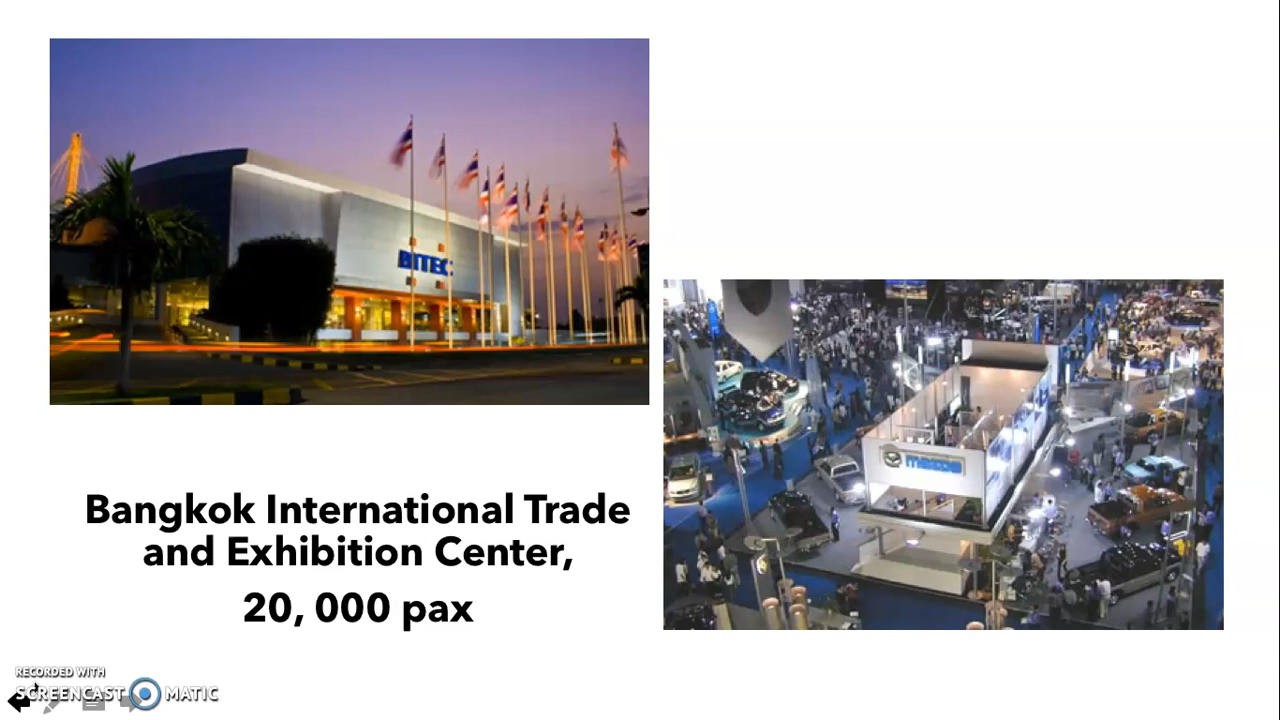 BITEC
mazda
Bangkok International Trade
and Exhibition Center,
20, 000 pax
RECORDED WITH
SCREENCAST MATIC